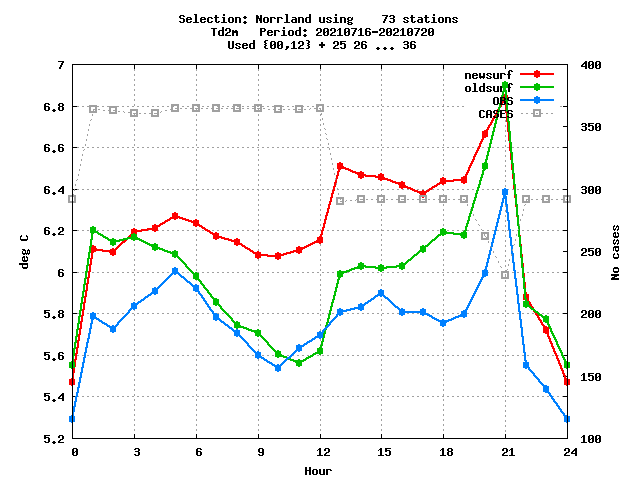 Selection: Norrland using    73 stations
Td2m   Period: 20210716-20210720
Used {00,12} + 25 26 ... 36
7
6.8
6.6
6.4
6.2
6
5.8
5.6
5.4
5.2
deg C
400
350
300
250
200
150
100
No cases
newsurf
oldsurf
OBS
CASES
0 3 6 9 12 15 18 21 24
Hour